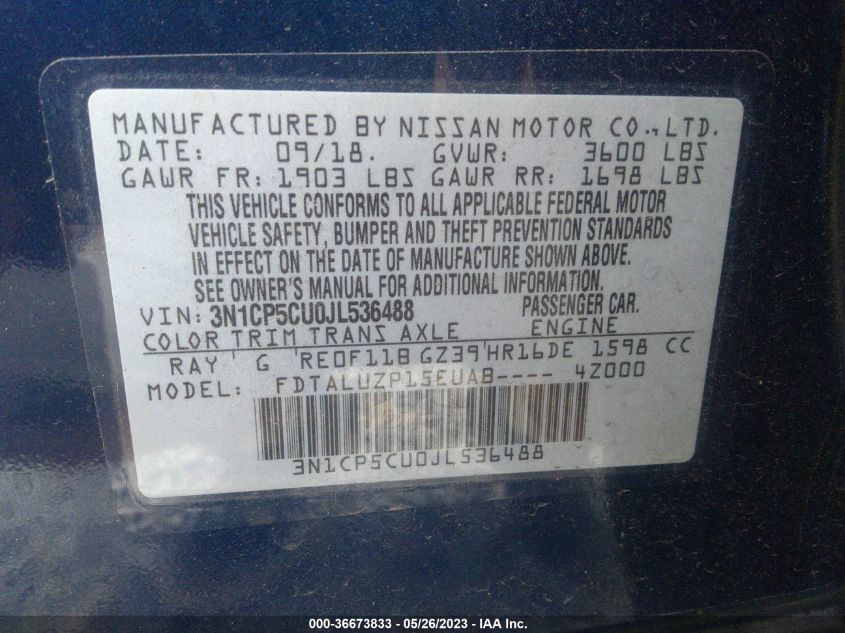 MANUFACTURED BY NISSAN MOTOR CO., LTD.
DATE: 09/18. GVWR: 3600 LBS
GAWR FR: 1903 LBS GAWR RR: 1698 LBS
THIS VEHICLE CONFORMS TO ALL APPLICABLE FEDERAL MOTOR
VEHICLE SAFETY, BUMPER AND THEFT PREVENTION STANDARDS
IN EFFECT ON THE DATE OF MANUFACTURE SHOWN ABOVE.
SEE OWNER'S MANUAL FOR ADDITIONAL INFORMATION.
VIN: 3N1CP5CU0JL536488 PASSENGER CAR.
COLOR TRIM TRANS AXLE ENGINE
RAY G RE0F11B GZ39 HR16DE 1598 CC
MODEL: FDTALUZP15EUAB---- 4Z000
3N1CP5CU0JL536488
000-36673833 - 05/26/2023 - IAA Inc.